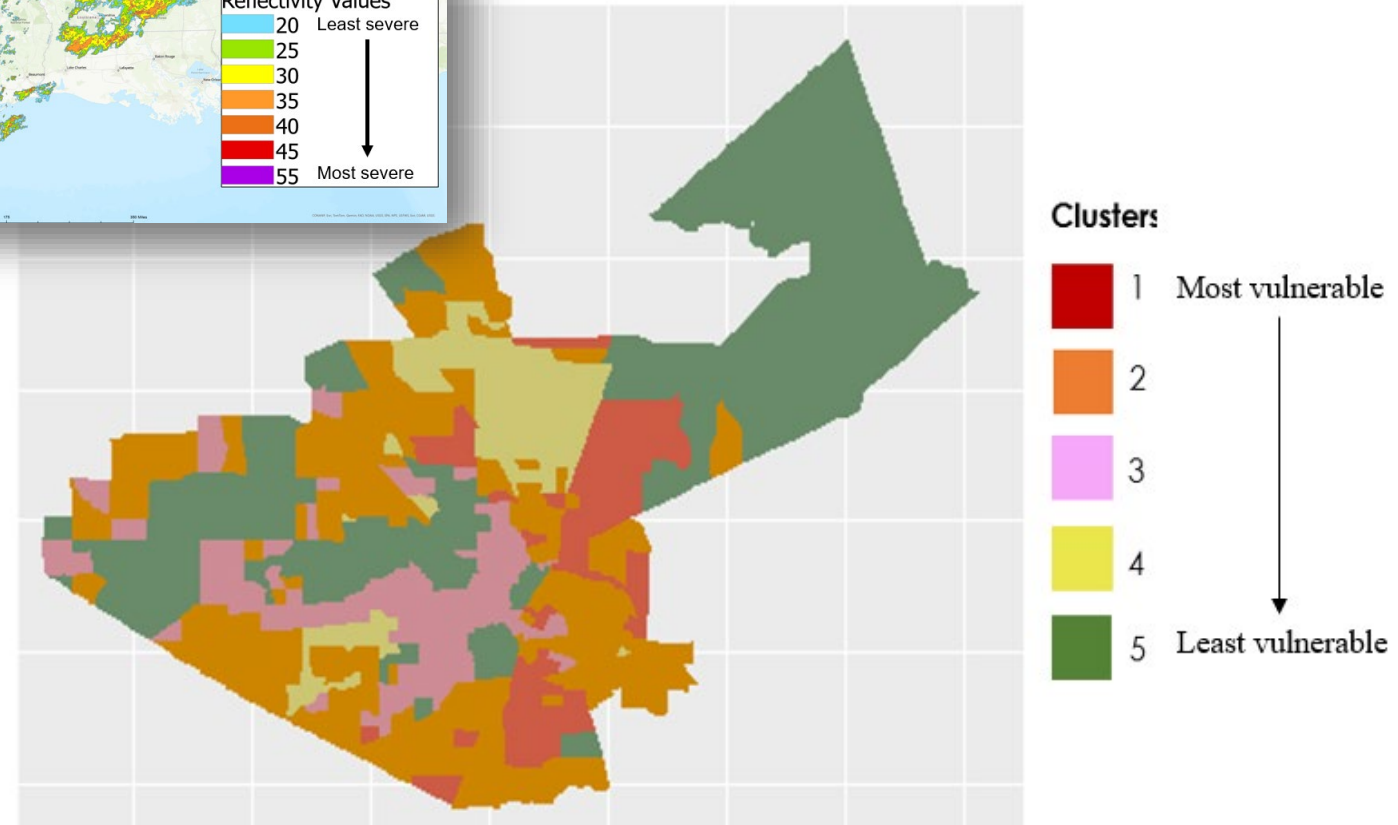 Reflectivity Values
20 Least severe
25
30
35
40
45
55 Most severe
Clusters
1 Most vulnerable
2
3
4
5 Least vulnerable